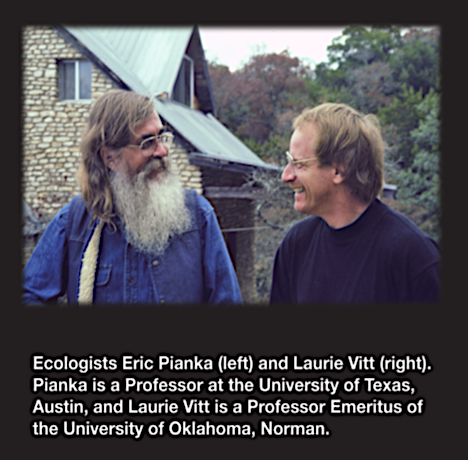 Ecologists Eric Pianka (left) and Laurie Vitt (right).
Pianka is a Professor at the University of Texas,
Austin, and Laurie Vitt is a Professor Emeritus of
the University of Oklahoma, Norman.